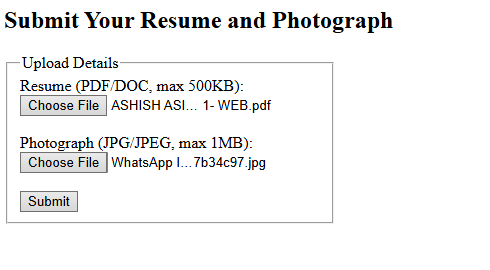 Submit Your Resume and Photograph
Upload Details
Resume (PDF/DOC, max 500KB):
Choose File ASHISH ASI... 1- WEB.pdf
Photograph (JPG/JPEG, max 1MB):
Choose File WhatsApp I...7b34c97.jpg
Submit